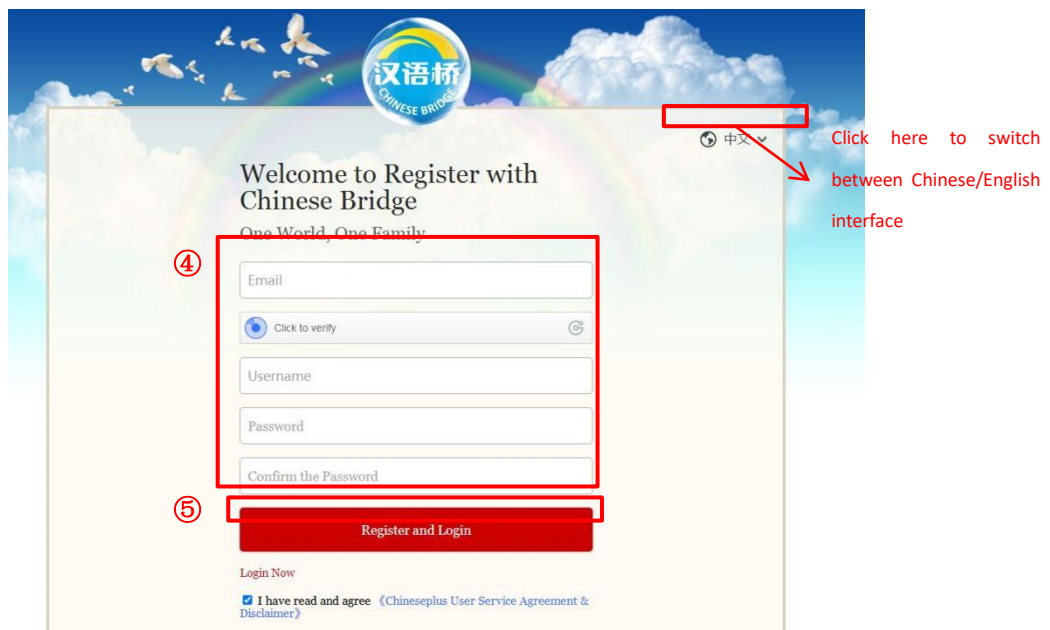 汉语桥
CHINESE BRIDGE
中文
Click here to switch
between Chinese/English
interface
Welcome to Register with
Chinese Bridge
One World, One Family
④
Email
Click to verify
Username
Password
Confirm the Password
⑤
Register and Login
Login Now
I have read and agree 《Chineseplus User Service Agreement &
Disclaimer》